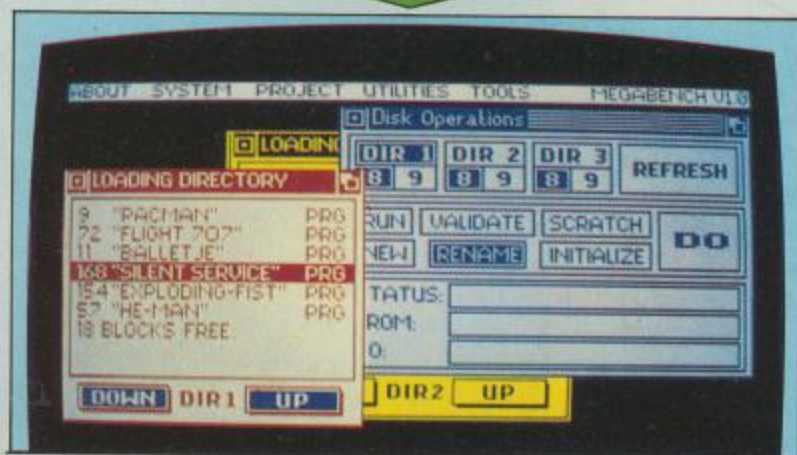 ABOUT SYSTEM PROJECT UTILITIES TOOLS MEGABENCH V1.0
Disk Operations
LOADING
DIR 1 DIR 2 DIR 3
8 9 8 9 8 9
REFRESH
LOADING DIRECTORY
9 "PACMAN" PRG
72 "FLIGHT 707" PRG
11 "BALLETJE" PRG
168 "SILENT SERVICE" PRG
154 "EXPLODING-FIST" PRG
57 "HE-MAN" PRG
18 BLOCKS FREE.
DOWN DIR1 UP
RUN VALIDATE SCRATCH
NEW RENAME INITIALIZE
DO
TATUS:
ROM:
O:
DIR2 UP